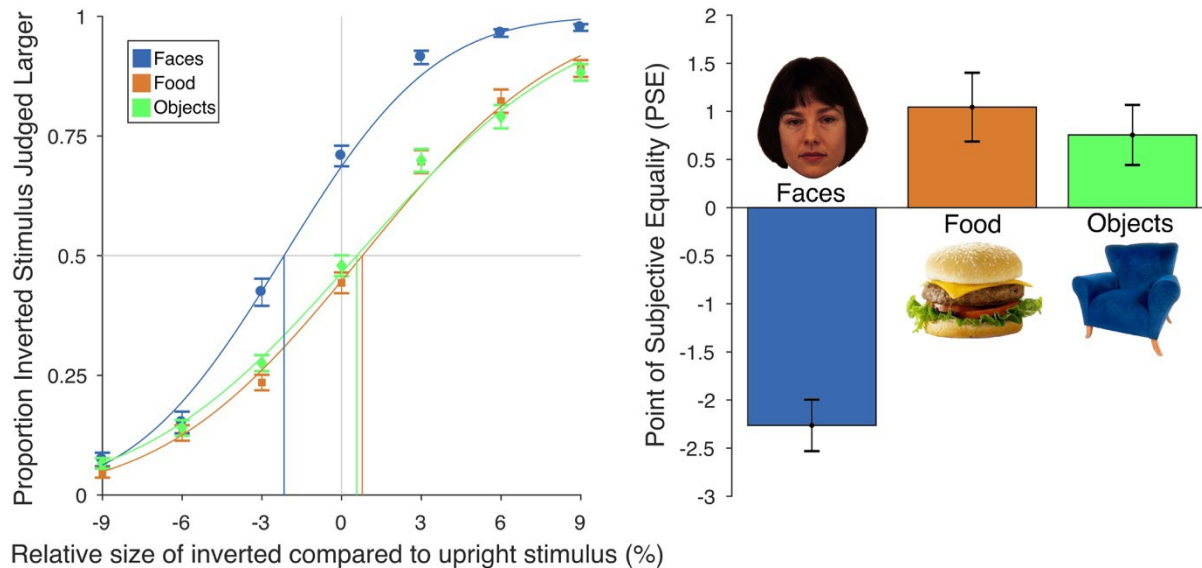 Proportion Inverted Stimulus Judged Larger
1
0.75
0.5
0.25
0
Faces
Food
Objects
-9
-6
-3
0
3
6
9
Relative size of inverted compared to upright stimulus (%)
Point of Subjective Equality (PSE)
2
1.5
1
0.5
0
-0.5
-1
-1.5
-2
-2.5
-3
Faces
Food
Objects